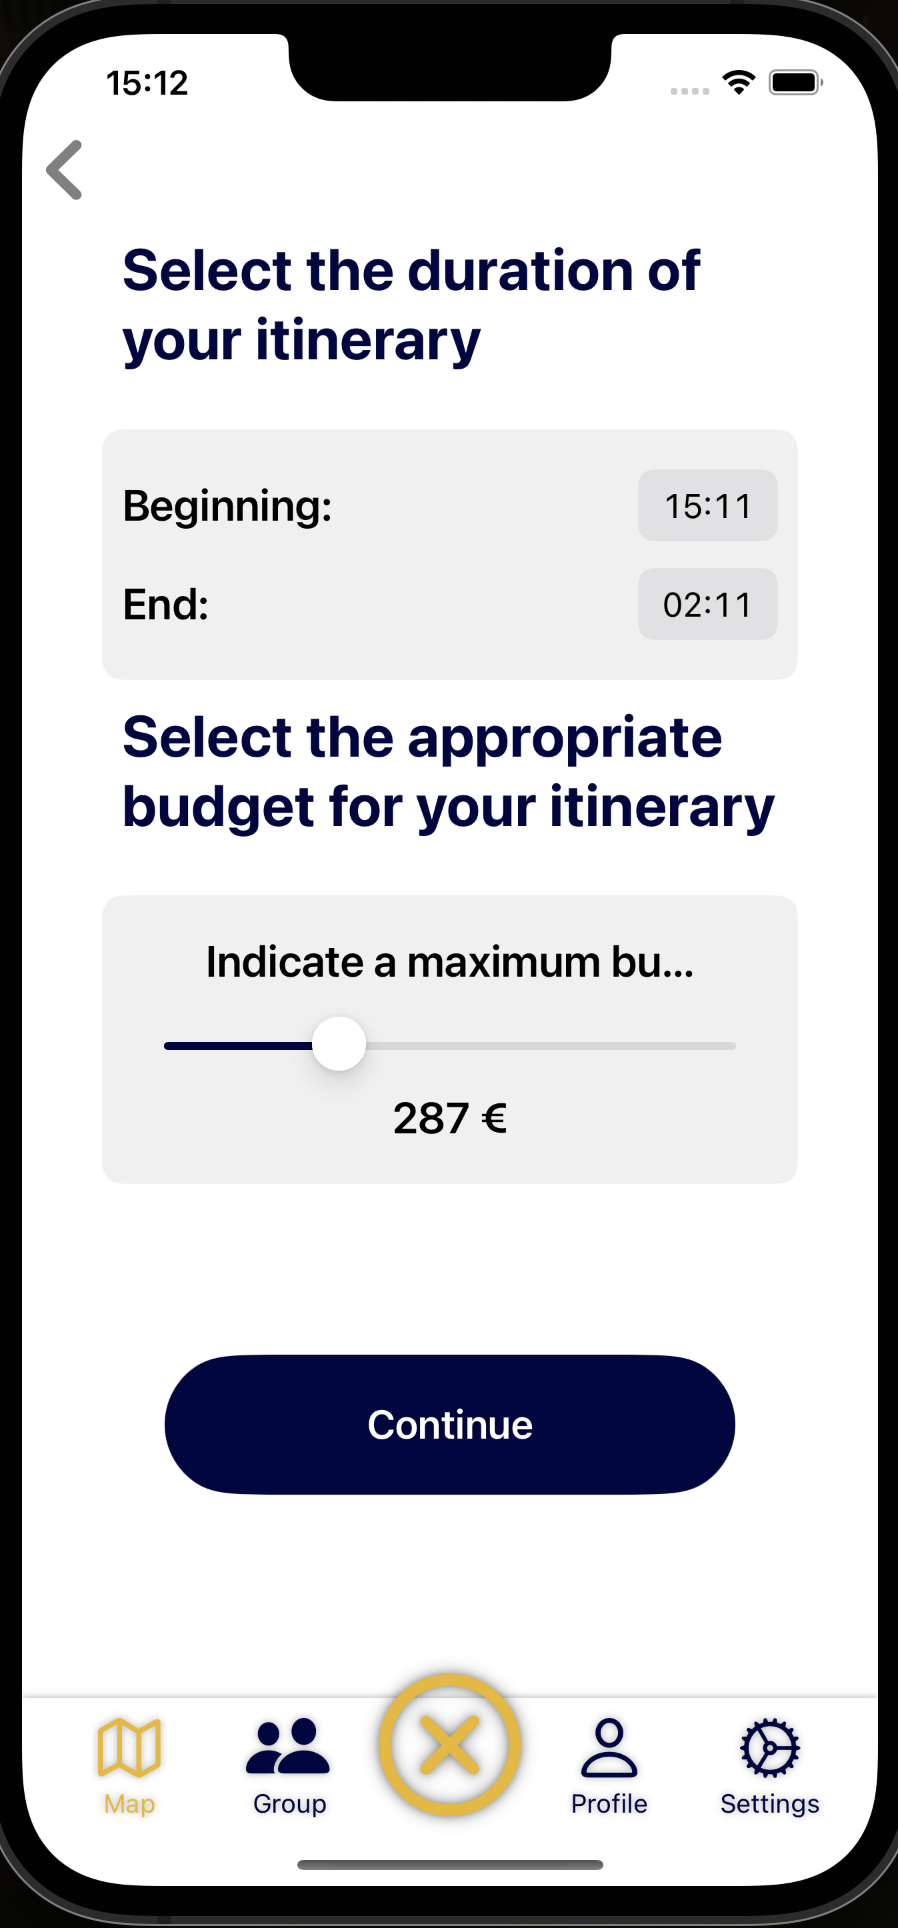 15:12
Select the duration of
your itinerary
Beginning:
15:11
End:
02:11
Select the appropriate
budget for your itinerary
Indicate a maximum bu...
287 €
Continue
Map
Group
Profile
Settings